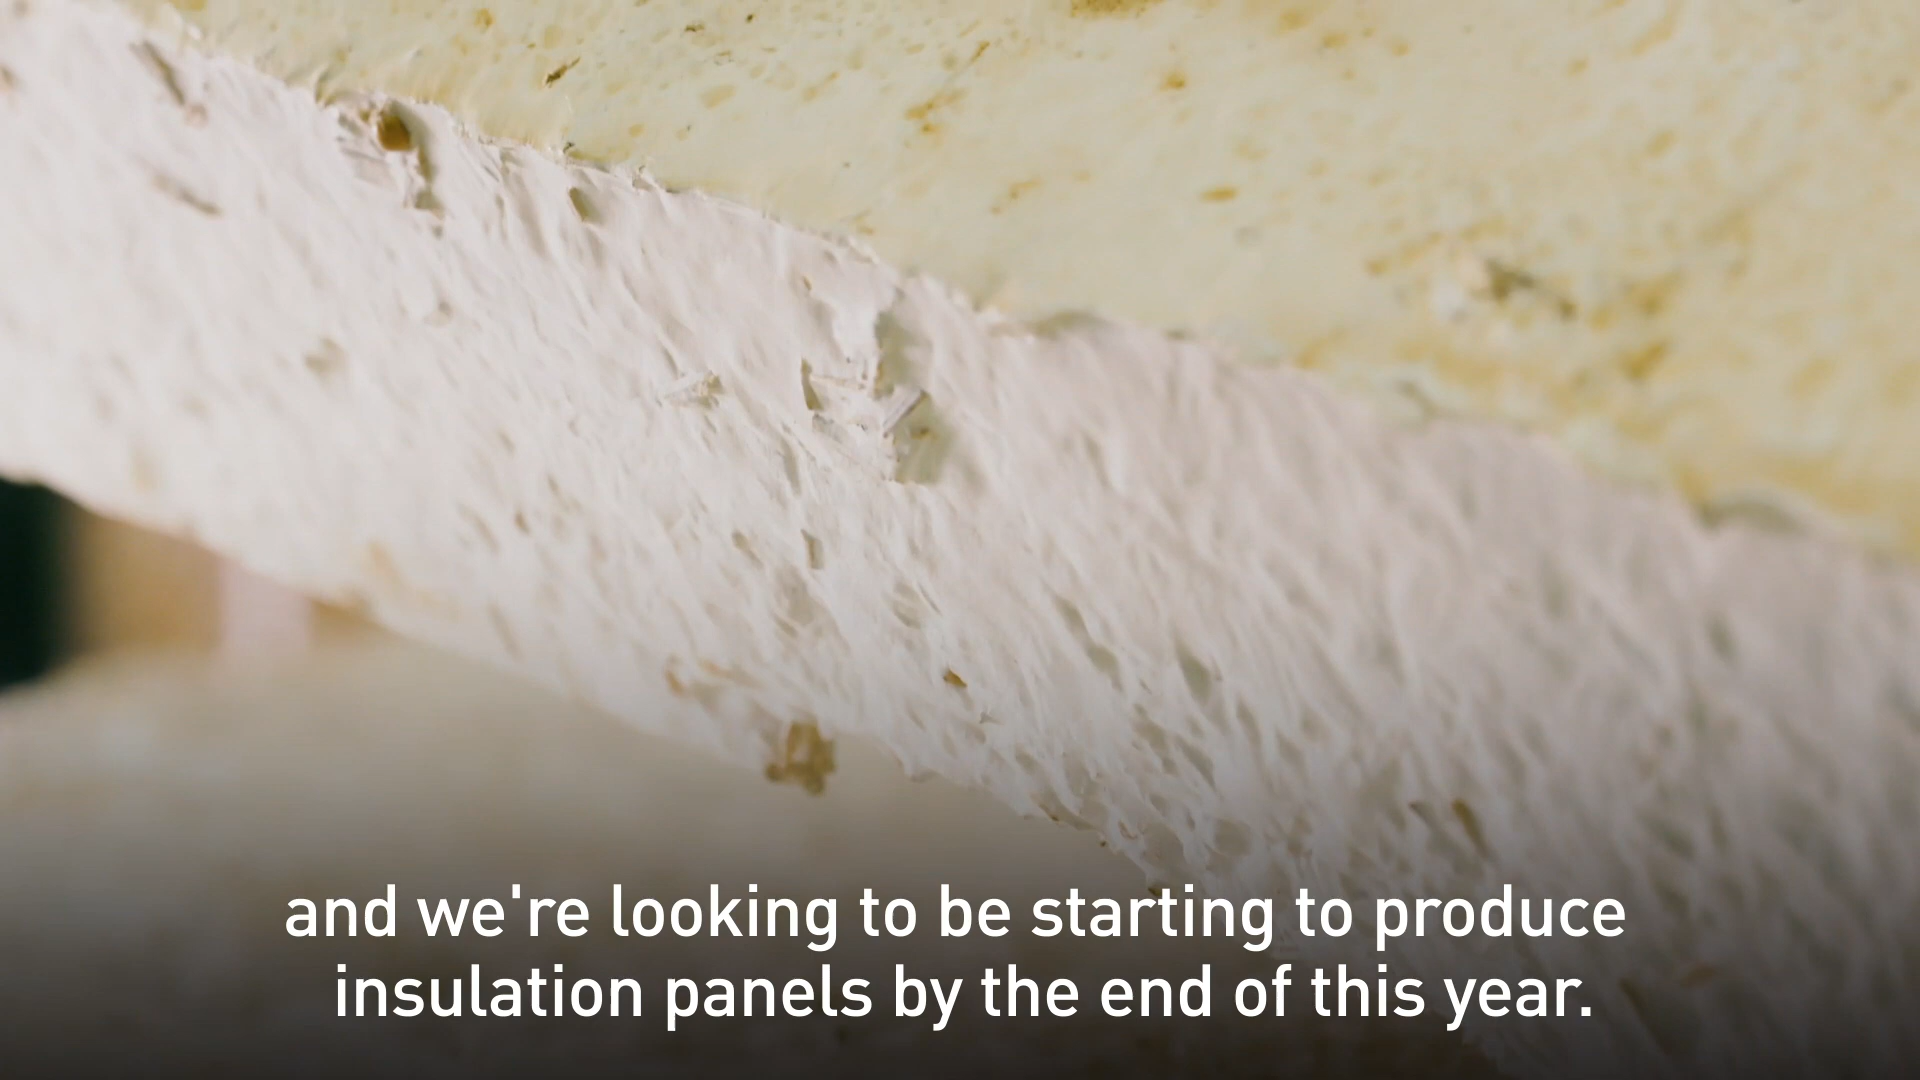 and we're looking to be starting to produce
insulation panels by the end of this year.